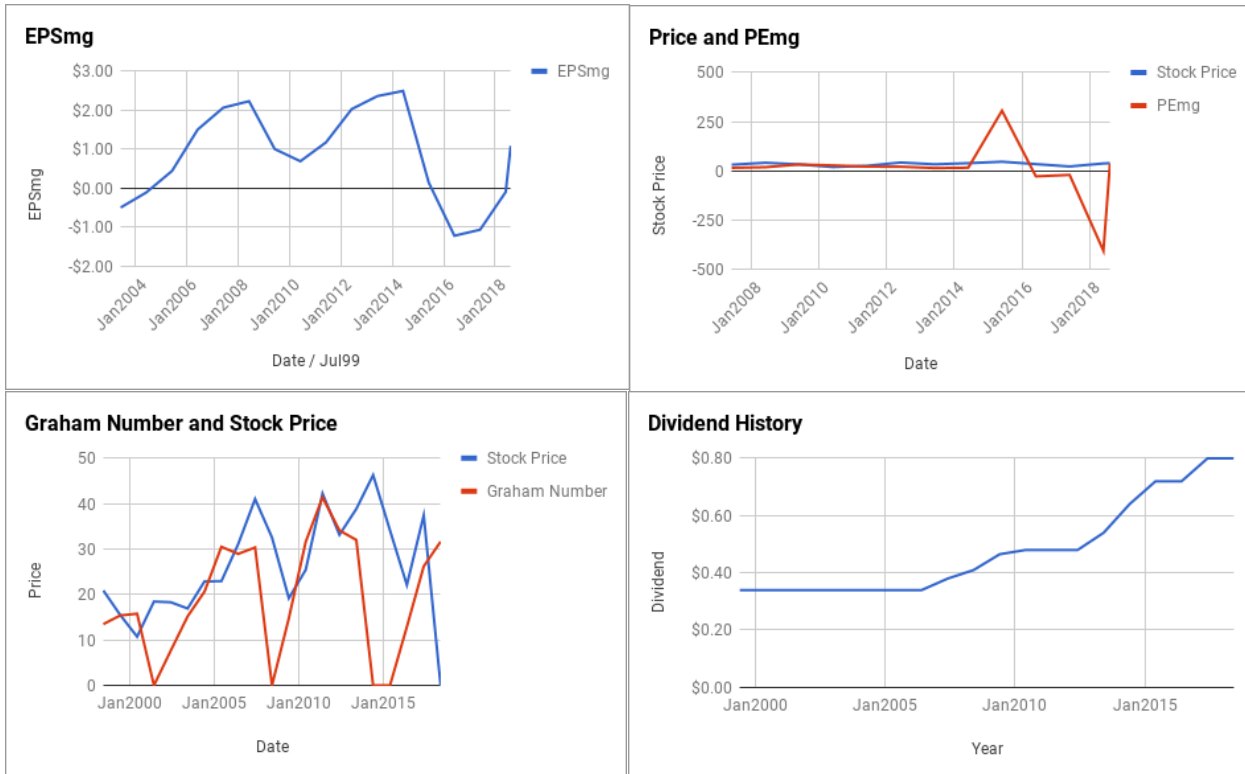 EPSmg
EPSmg
$3.00
$2.00
$1.00
$0.00
-$1.00
-$2.00
EPSmg
Jan2004
Jan2006
Jan2008
Jan2010
Jan2012
Jan2014
Jan2016
Jan2018
Date / Jul99
Price and PEmg
Stock Price
PEmg
500
250
0
-250
-500
Stock Price
Jan2008
Jan2010
Jan2012
Jan2014
Jan2016
Jan2018
Date
Graham Number and Stock Price
Stock Price
Graham Number
50
40
30
20
10
0
Price
Jan2000
Jan2005
Jan2010
Jan2015
Date
Dividend History
$0.80
$0.60
$0.40
$0.20
$0.00
Dividend
Jan2000
Jan2005
Jan2010
Jan2015
Year